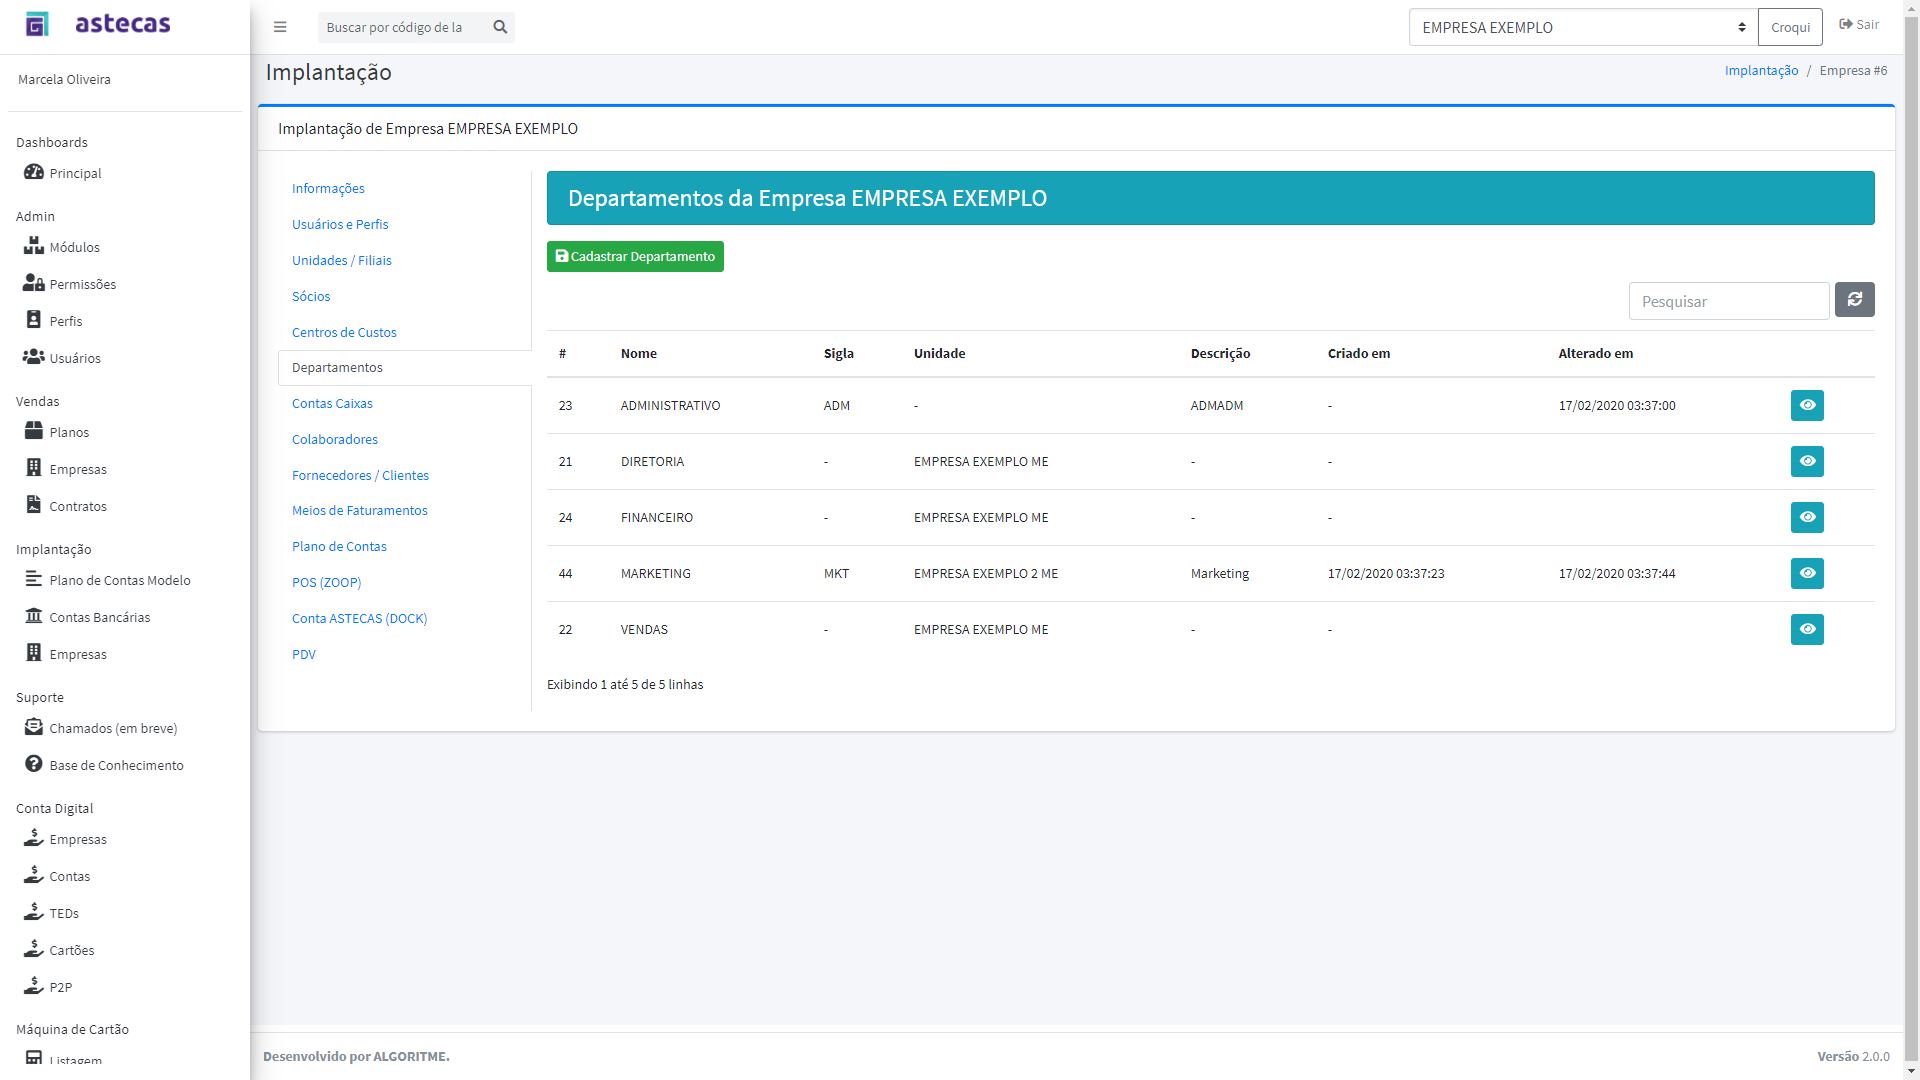 astecas
Buscar por código de la
EMPRESA EXEMPLO
Croqui
Sair
Marcela Oliveira
Dashboards
Principal
Admin
Módulos
Permissões
Perfis
Usuários
Vendas
Planos
Empresas
Contratos
Implantação
Plano de Contas Modelo
Contas Bancárias
Empresas
Suporte
Chamados (em breve)
Base de Conhecimento
Conta Digital
Empresas
Contas
TEDs
Cartões
P2P
Máquina de Cartão
Listagem
Implantação
Implantação / Empresa #6
Implantação de Empresa EMPRESA EXEMPLO
Informações
Usuários e Perfis
Unidades / Filiais
Sócios
Centros de Custos
Departamentos
Contas Caixas
Colaboradores
Fornecedores / Clientes
Meios de Faturamentos
Plano de Contas
POS (ZOOP)
Conta ASTECAS (DOCK)
PDV
Departamentos da Empresa EMPRESA EXEMPLO
Cadastrar Departamento
Pesquisar
# Nome Sigla Unidade Descrição Criado em Alterado em
23 ADMINISTRATIVO ADM - ADMADM - 17/02/2020 03:37:00
21 DIRETORIA - EMPRESA EXEMPLO ME - -
24 FINANCEIRO - EMPRESA EXEMPLO ME - -
44 MARKETING MKT EMPRESA EXEMPLO 2 ME Marketing 17/02/2020 03:37:23 17/02/2020 03:37:44
22 VENDAS - EMPRESA EXEMPLO ME - -
Exibindo 1 até 5 de 5 linhas
Desenvolvido por ALGORITME.
Versão 2.0.0